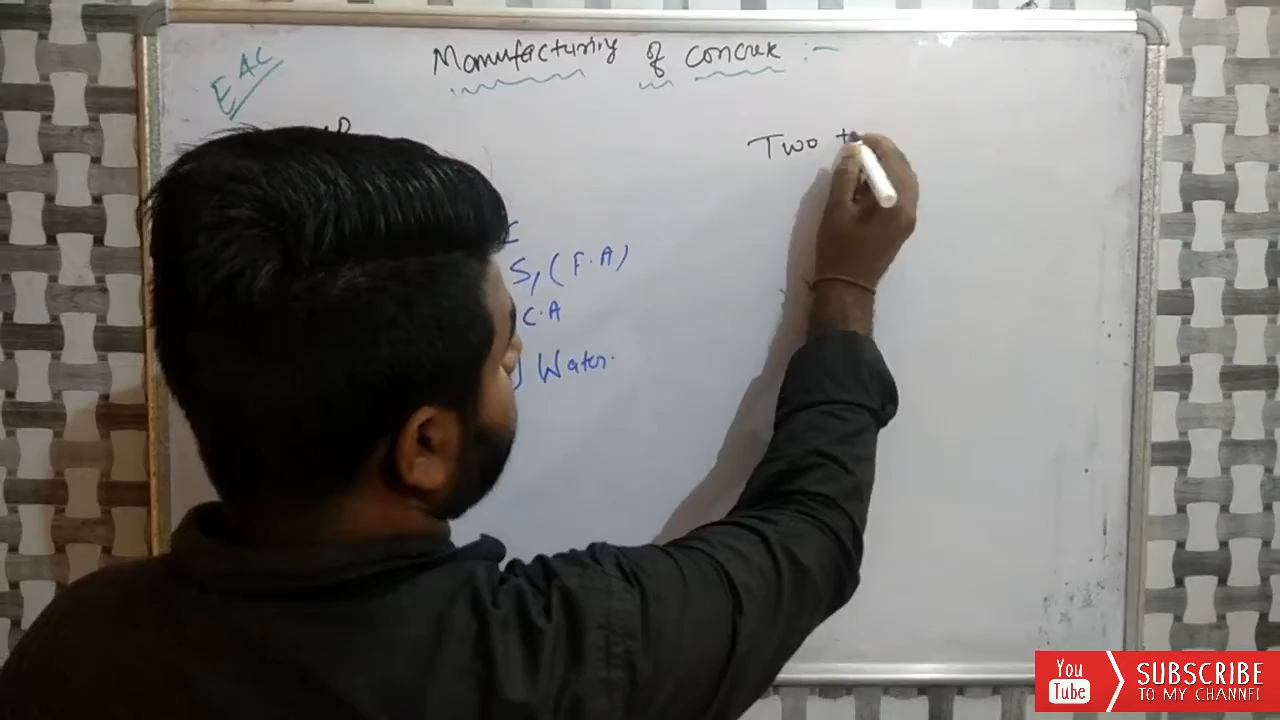 EAC
Manufacturing of concrete :-
Two t
S, (F.A)
C.A
Water.
You
Tube
SUBSCRIBE
TO MY CHANNEL